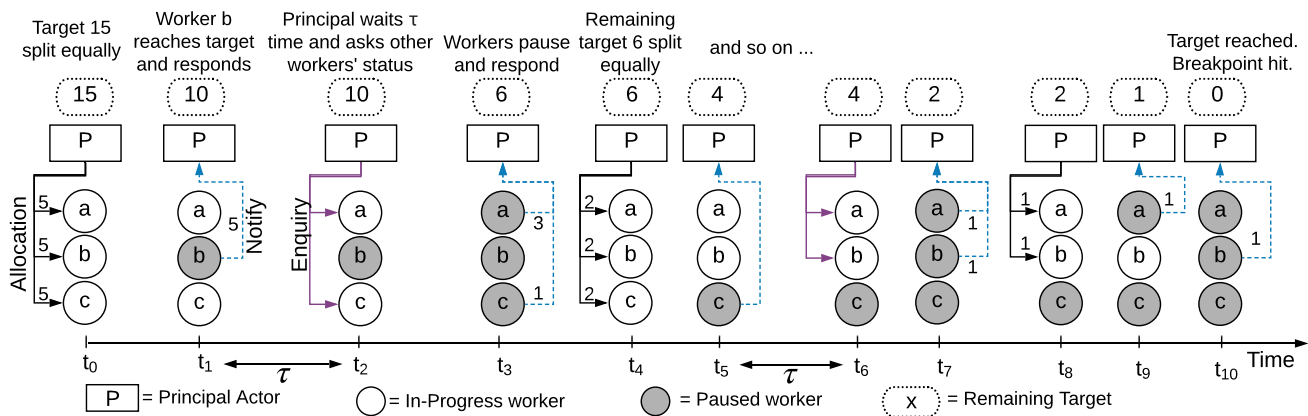 Target 15
split equally
Worker b
reaches target
and responds
Principal waits τ
time and asks other
workers' status
Workers pause
and respond
Remaining
target 6 split
equally
and so on ...
Target reached.
Breakpoint hit.
15 10 10 6 6 4 4 2 2 1 0
P P P P P P P P P P P
Allocation
5 a
5 b
5 c
a
5
b
c
Notify
Enquiry
a
b
c
a
3
b
c
1
2 a
2 b
2 c
a
b
c
a
b
c
a
1
b
1
c
1 a
1 b
c
a 1
b
c
a
b 1
c
t0 t1 t2 t3 t4 t5 t6 t7 t8 t9 t10 Time
τ τ
P = Principal Actor
= In-Progress worker
= Paused worker
x = Remaining Target